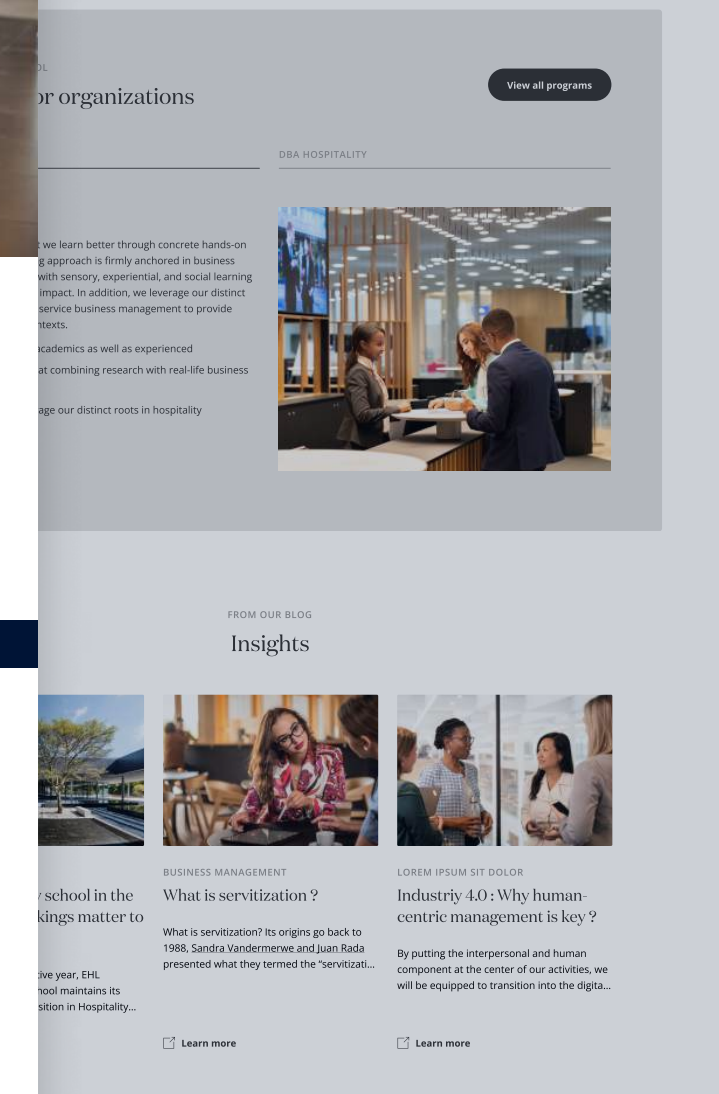 or organizations
View all programs
DBA HOSPITALITY
we learn better through concrete hands-on
approach is firmly anchored in business
with sensory, experiential, and social learning
impact. In addition, we leverage our distinct
service business management to provide
academics as well as experienced
at combining research with real-life business
our distinct roots in hospitality
FROM OUR BLOG
Insights
school in the
matter to
year, EHL
maintains its
in Hospitality...
Learn more
BUSINESS MANAGEMENT
What is servitization ?
What is servitization? Its origins go back to
1988, Sandra Vandermerwe and Juan Rada
presented what they termed the “servitizati...
LOREM IPSUM SIT DOLOR
Industriy 4.0 : Why human-
centric management is key ?
By putting the interpersonal and human
component at the center of our activities, we
will be equipped to transition into the digita...
Learn more